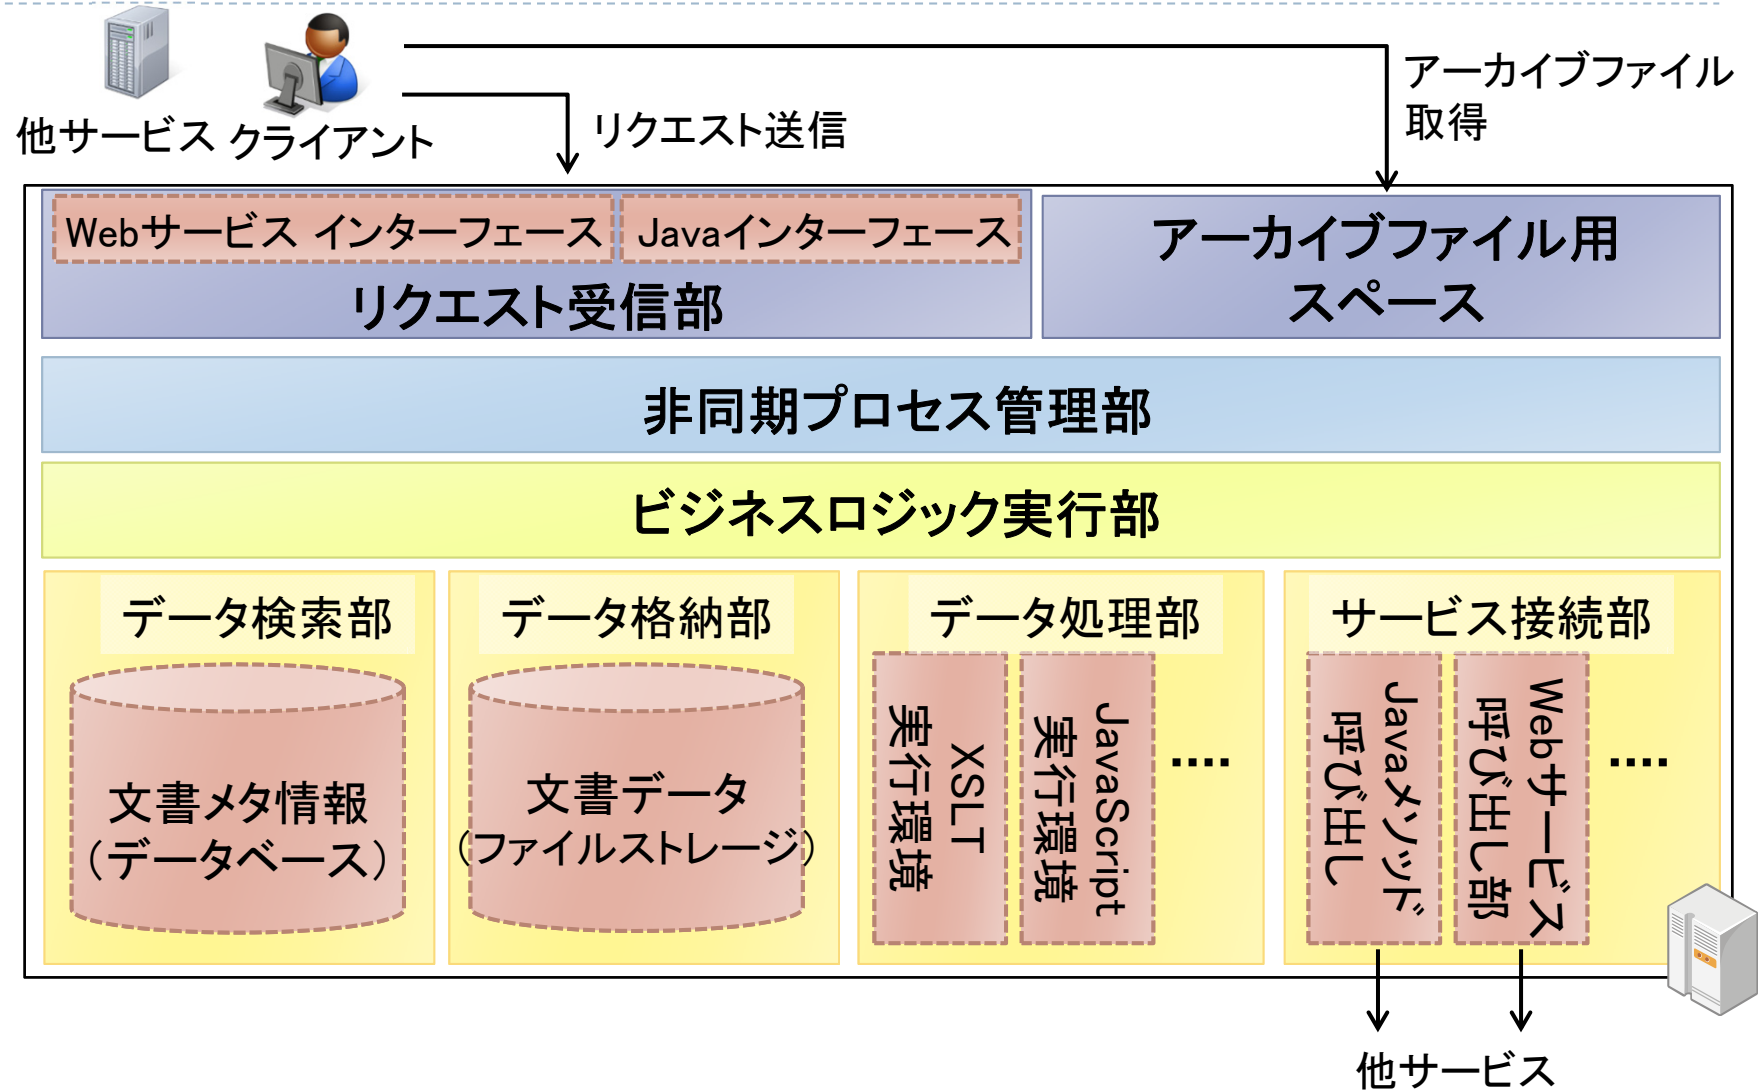 他サービス
クライアント
リクエスト送信
アーカイブファイル
取得
Webサービス インターフェース
Javaインターフェース
リクエスト受信部
アーカイブファイル用
スペース
非同期プロセス管理部
ビジネスロジック実行部
データ検索部
文書メタ情報
（データベース）
データ格納部
文書データ
（ファイルストレージ）
データ処理部
XSLT
実行環境
JavaScript
実行環境
....
サービス接続部
Javaメソッド
呼び出し
Webサービス
呼び出し部
....
他サービス